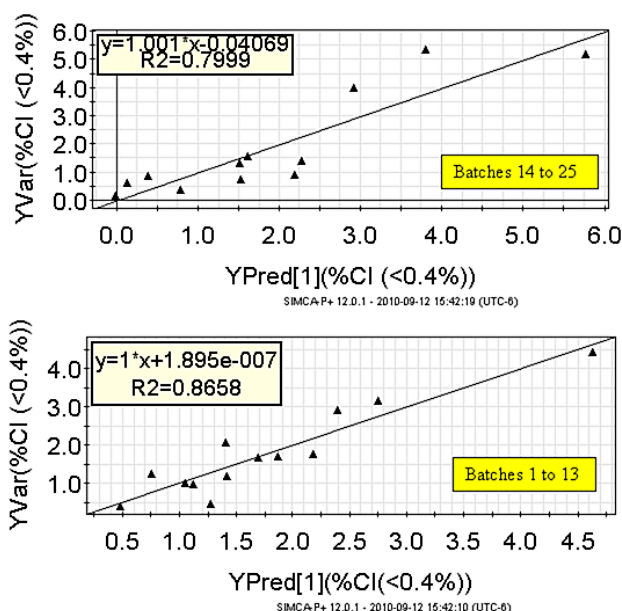 YVar(%Cl (<0.4%))
6.0
5.0
4.0
3.0
2.0
1.0
0.0
y=1.001*x-0.04069
R2=0.7999
Batches 14 to 25
0.0 1.0 2.0 3.0 4.0 5.0 6.0
YPred[1](%Cl (<0.4%))
SIMCA-P+ 12.0.1 - 2010-09-12 15:42:19 (UTC-6)
YVar(%Cl (<0.4%))
4.0
3.0
2.0
1.0
y=1*x+1.895e-007
R2=0.8658
Batches 1 to 13
0.5 1.0 1.5 2.0 2.5 3.0 3.5 4.0 4.5
YPred[1](%Cl(<0.4%))
SIMCA-P+ 12.0.1 - 2010-09-12 15:42:10 (UTC-6)